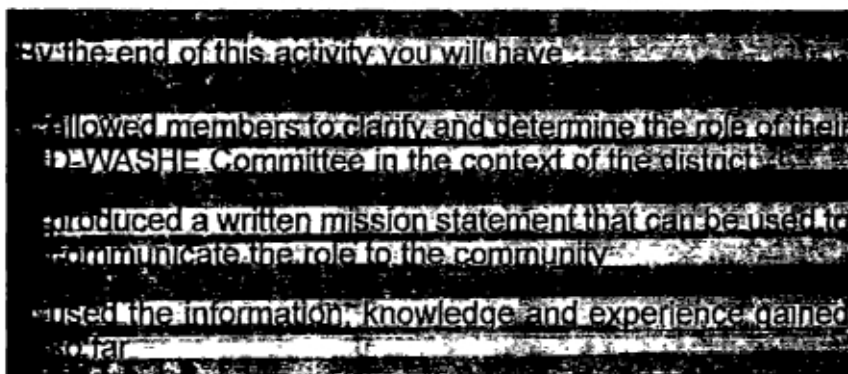 By the end of this activity you will have
allowed members to clarify and determine the role of their
D-WASHE Committee in the context of the district
produced a written mission statement that can be used to
communicate the role to the community
used the information, knowledge and experience gained
so far